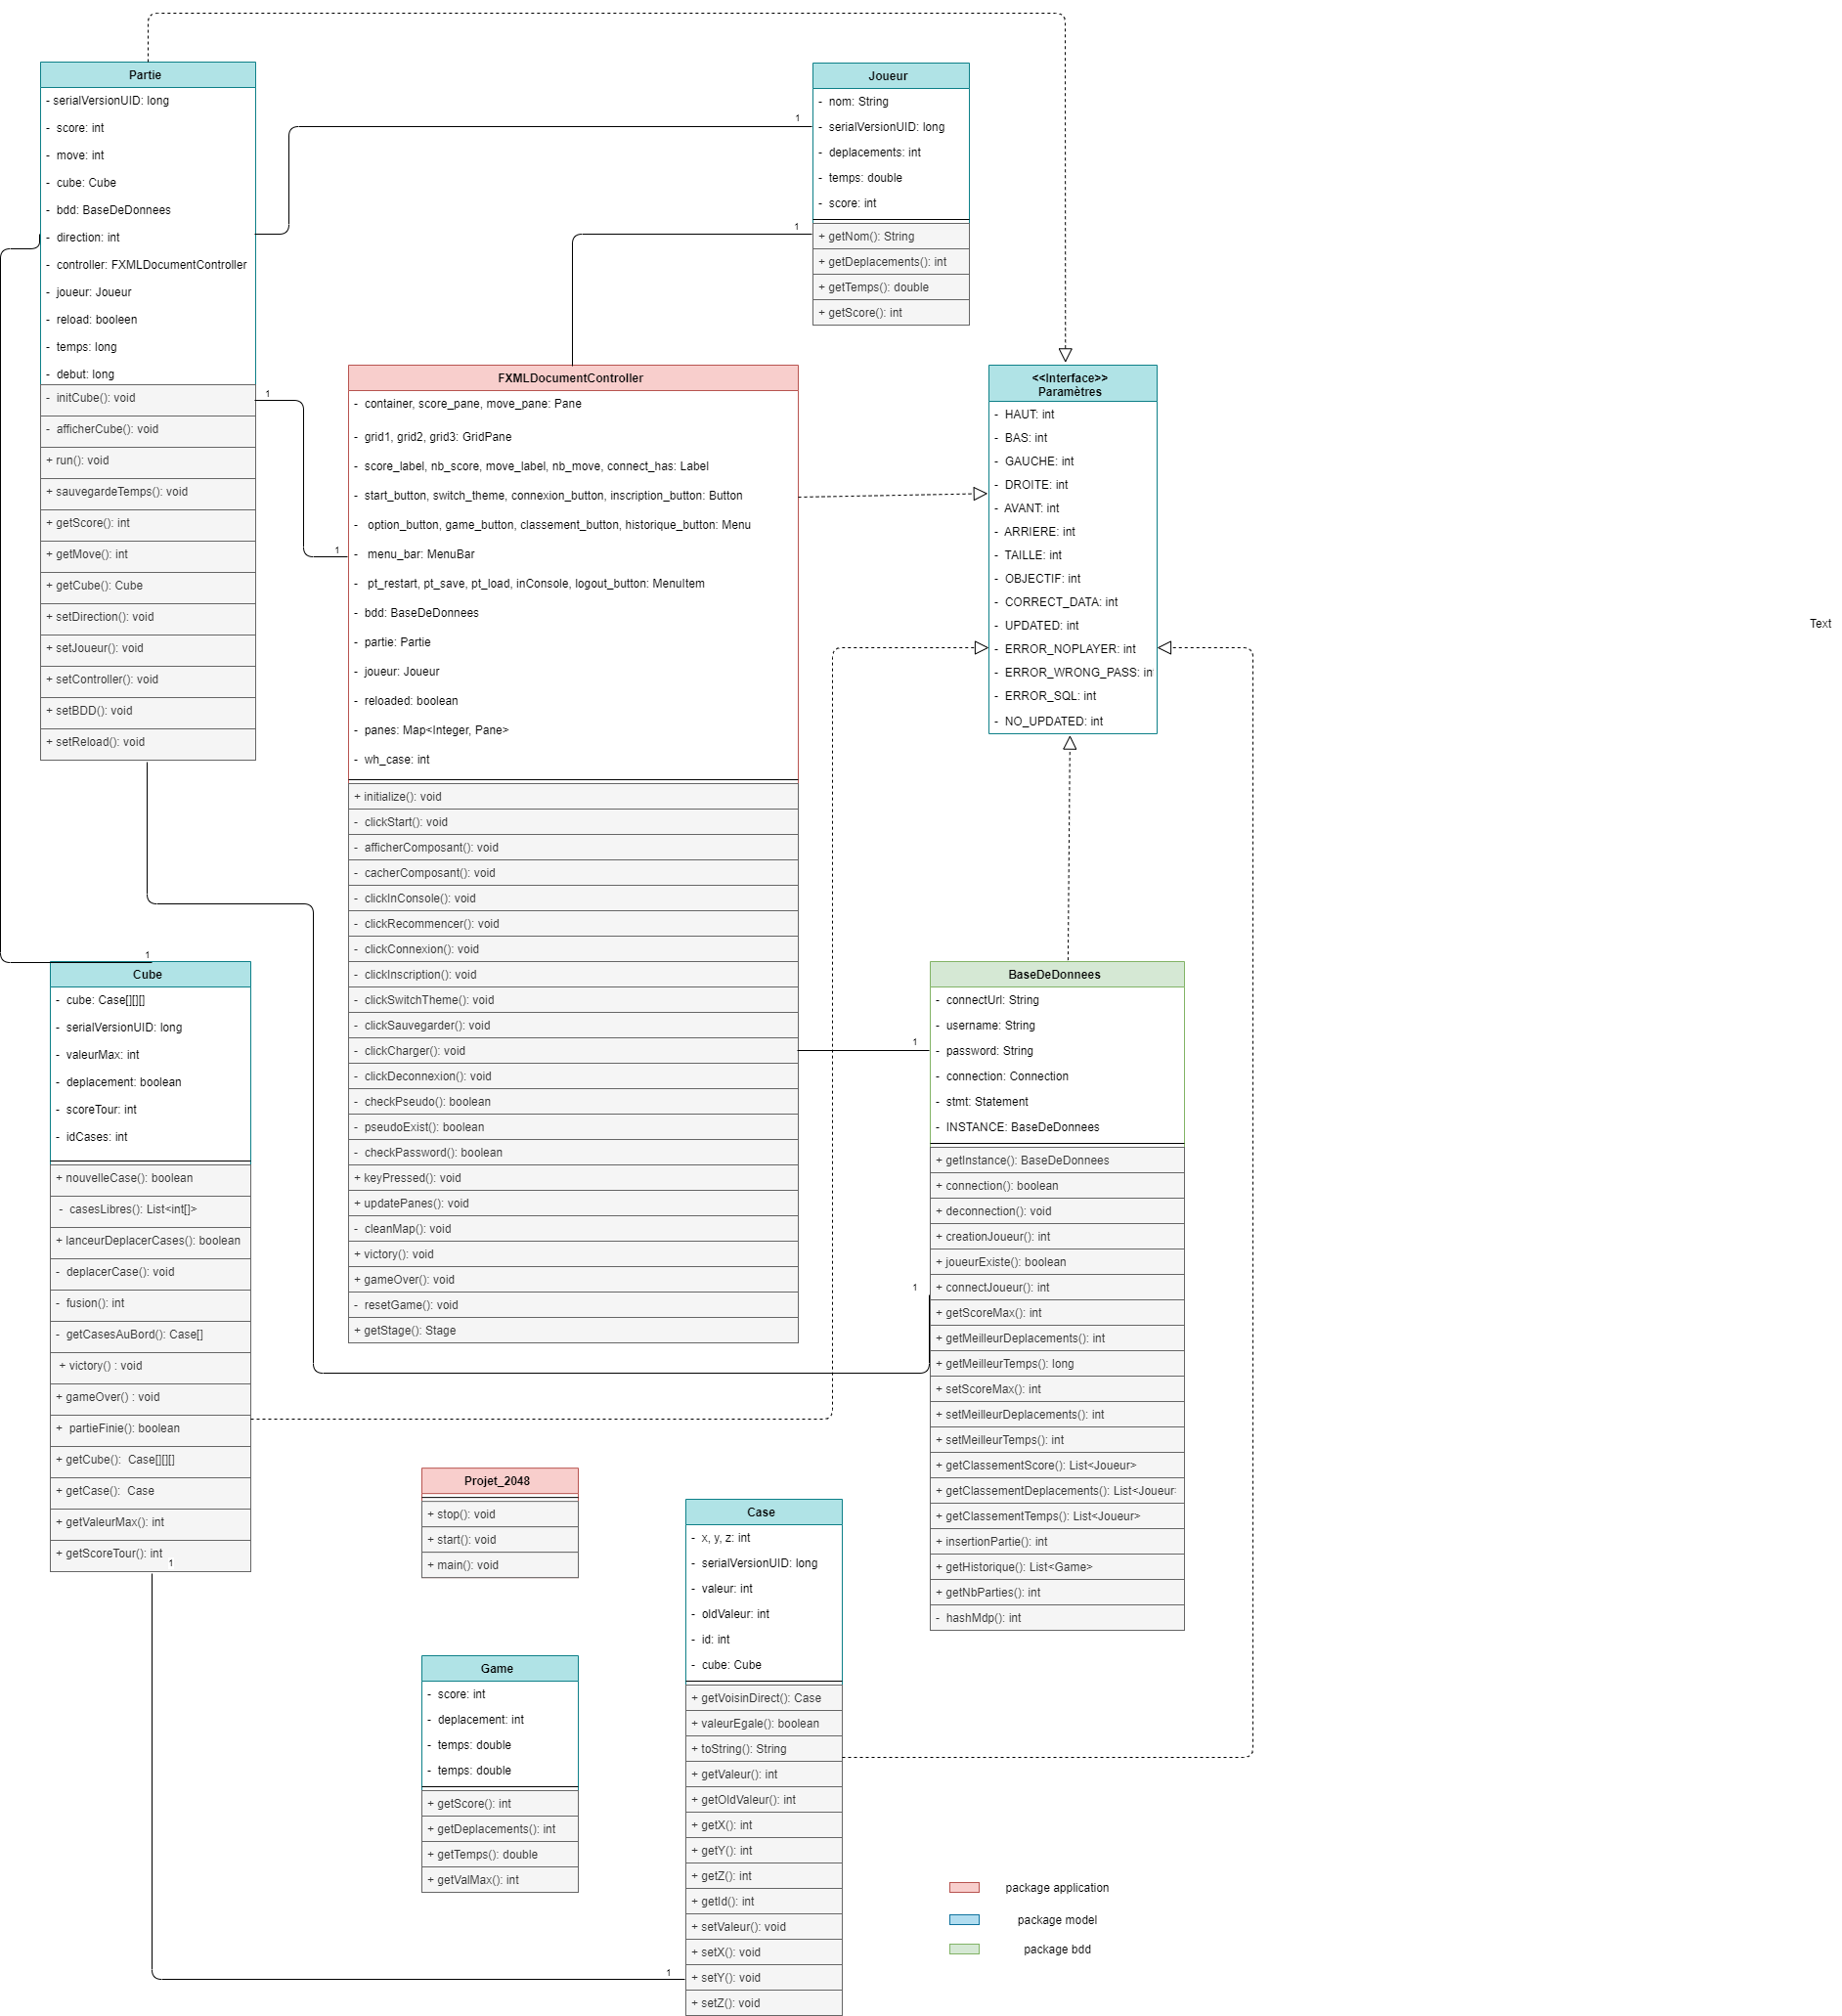 Partie
- serialVersionUID: long
- score: int
- move: int
- cube: Cube
- bdd: BaseDeDonnees
- direction: int
- controller: FXMLDocumentController
- joueur: Joueur
- reload: booleen
- temps: long
- debut: long
- initCube(): void
- afficherCube(): void
+ run(): void
+ sauvegardeTemps(): void
+ getScore(): int
+ getMove(): int
+ getCube(): Cube
+ setDirection(): void
+ setJoueur(): void
+ setController(): void
+ setBDD(): void
+ setReload(): void
1
1
1
1
Joueur
- nom: String
- serialVersionUID: long
- deplacements: int
- temps: double
- score: int
+ getNom(): String
+ getDeplacements(): int
+ getTemps(): double
+ getScore(): int
FXMLDocumentController
- container, score_pane, move_pane: Pane
- grid1, grid2, grid3: GridPane
- score_label, nb_score, move_label, nb_move, connect_has: Label
- start_button, switch_theme, connexion_button, inscription_button: Button
- option_button, game_button, classement_button, historique_button: Menu
- menu_bar: MenuBar
- pt_restart, pt_save, pt_load, inConsole, logout_button: MenuItem
- bdd: BaseDeDonnees
- partie: Partie
- joueur: Joueur
- reloaded: boolean
- panes: Map<Integer, Pane>
- wh_case: int
+ initialize(): void
- clickStart(): void
- afficherComposant(): void
- cacherComposant(): void
- clickInConsole(): void
- clickRecommencer(): void
- clickConnexion(): void
- clickInscription(): void
- clickSwitchTheme(): void
- clickSauvegarder(): void
- clickCharger(): void
- clickDeconnexion(): void
- checkPseudo(): boolean
- pseudoExist(): boolean
- checkPassword(): boolean
+ keyPressed(): void
+ updatePanes(): void
- cleanMap(): void
+ victory(): void
+ gameOver(): void
- resetGame(): void
+ getStage(): Stage
<<Interface>>
Paramètres
- HAUT: int
- BAS: int
- GAUCHE: int
- DROITE: int
- AVANT: int
- ARRIERE: int
- TAILLE: int
- OBJECTIF: int
- CORRECT_DATA: int
- UPDATED: int
- ERROR_NOPLAYER: int
- ERROR_WRONG_PASS: in
- ERROR_SQL: int
- NO_UPDATED: int
Text
1
Cube
- cube: Case[][][]
- serialVersionUID: long
- valeurMax: int
- deplacement: boolean
- scoreTour: int
- idCases: int
+ nouvelleCase(): boolean
- casesLibres(): List<int[]>
+ lanceurDeplacerCases(): boolean
- deplacerCase(): void
- fusion(): int
- getCasesAuBord(): Case[]
+ victory() : void
+ gameOver() : void
+ partieFinie(): boolean
+ getCube(): Case[][][]
+ getCase(): Case
+ getValeurMax(): int
+ getScoreTour(): int
1
1
1
BaseDeDonnees
- connectUrl: String
- username: String
- password: String
- connection: Connection
- stmt: Statement
- INSTANCE: BaseDeDonnees
+ getInstance(): BaseDeDonnees
+ connection(): boolean
+ deconnection(): void
+ creationJoueur(): int
+ joueurExiste(): boolean
+ connectJoueur(): int
+ getScoreMax(): int
+ getMeilleurDeplacements(): int
+ getMeilleurTemps(): long
+ setScoreMax(): int
+ setMeilleurDeplacements(): int
+ setMeilleurTemps(): int
+ getClassementScore(): List<Joueur>
+ getClassementDeplacements(): List<Joueur
+ getClassementTemps(): List<Joueur>
+ insertionPartie(): int
+ getHistorique(): List<Game>
+ getNbParties(): int
- hashMdp(): int
Projet_2048
+ stop(): void
+ start(): void
+ main(): void
Game
- score: int
- deplacement: int
- temps: double
- temps: double
+ getScore(): int
+ getDeplacements(): int
+ getTemps(): double
+ getValMax(): int
1
Case
- x, y, z: int
- serialVersionUID: long
- valeur: int
- oldValeur: int
- id: int
- cube: Cube
+ getVoisinDirect(): Case
+ valeurEgale(): boolean
+ toString(): String
+ getValeur(): int
+ getOldValeur(): int
+ getX(): int
+ getY(): int
+ getZ(): int
+ getId(): int
+ setValeur(): void
+ setX(): void
+ setY(): void
+ setZ(): void
package application
package model
package bdd